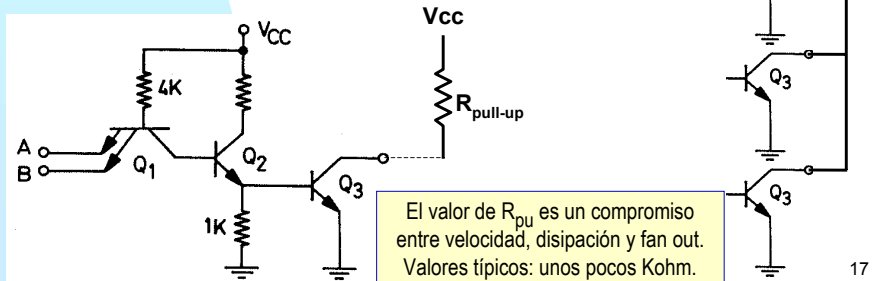 VCC
4K
A
B
Q1
Q2
1K
Q3
Vcc
Rpull-up
Q3
Q3
El valor de Rpu es un compromiso
entre velocidad, disipación y fan out.
Valores típicos: unos pocos Kohm.
17